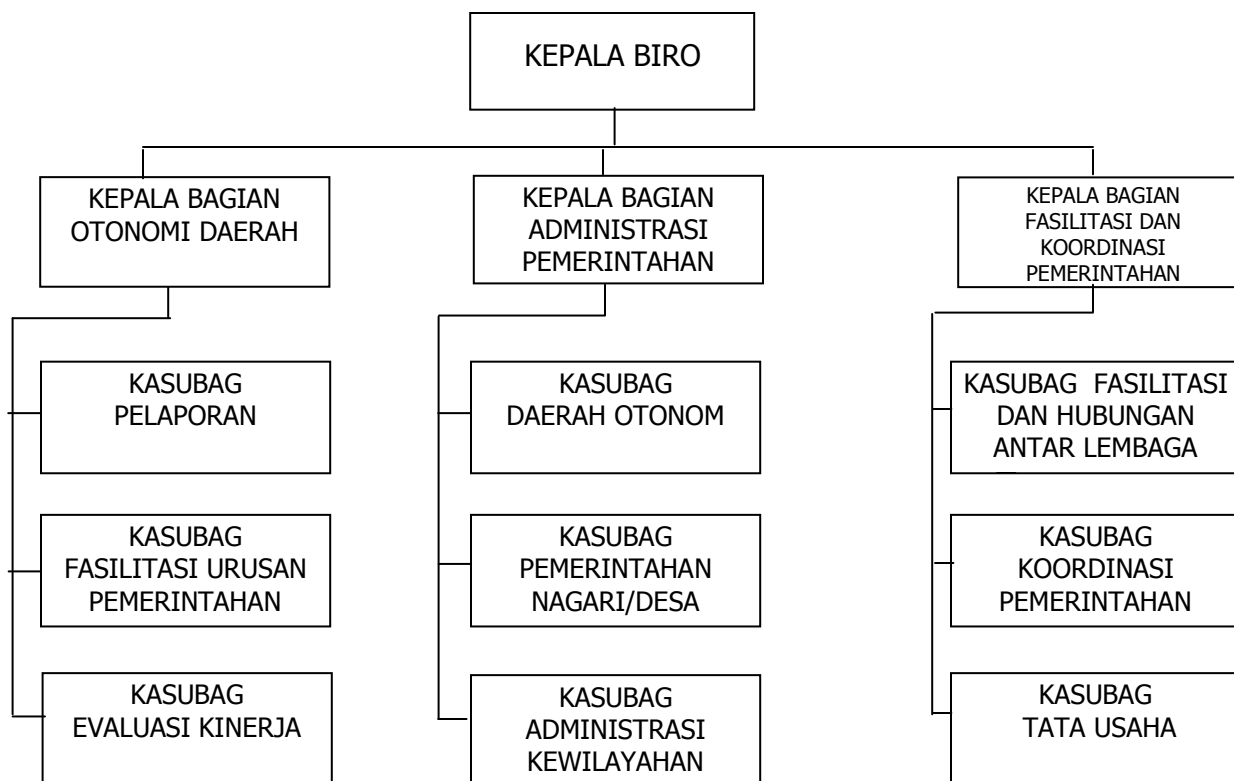 KEPALA BIRO
KEPALA BAGIAN
OTONOMI DAERAH
KEPALA BAGIAN
ADMINISTRASI
PEMERINTAHAN
KEPALA BAGIAN
FASILITASI DAN
KOORDINASI
PEMERINTAHAN
KASUBAG
PELAPORAN
KASUBAG
DAERAH OTONOM
KASUBAG FASILITASI
DAN HUBUNGAN
ANTAR LEMBAGA
KASUBAG
FASILITASI URUSAN
PEMERINTAHAN
KASUBAG
PEMERINTAHAN
NAGARI/DESA
KASUBAG
KOORDINASI
PEMERINTAHAN
KASUBAG
EVALUASI KINERJA
KASUBAG
ADMINISTRASI
KEWILAYAHAN
KASUBAG
TATA USAHA